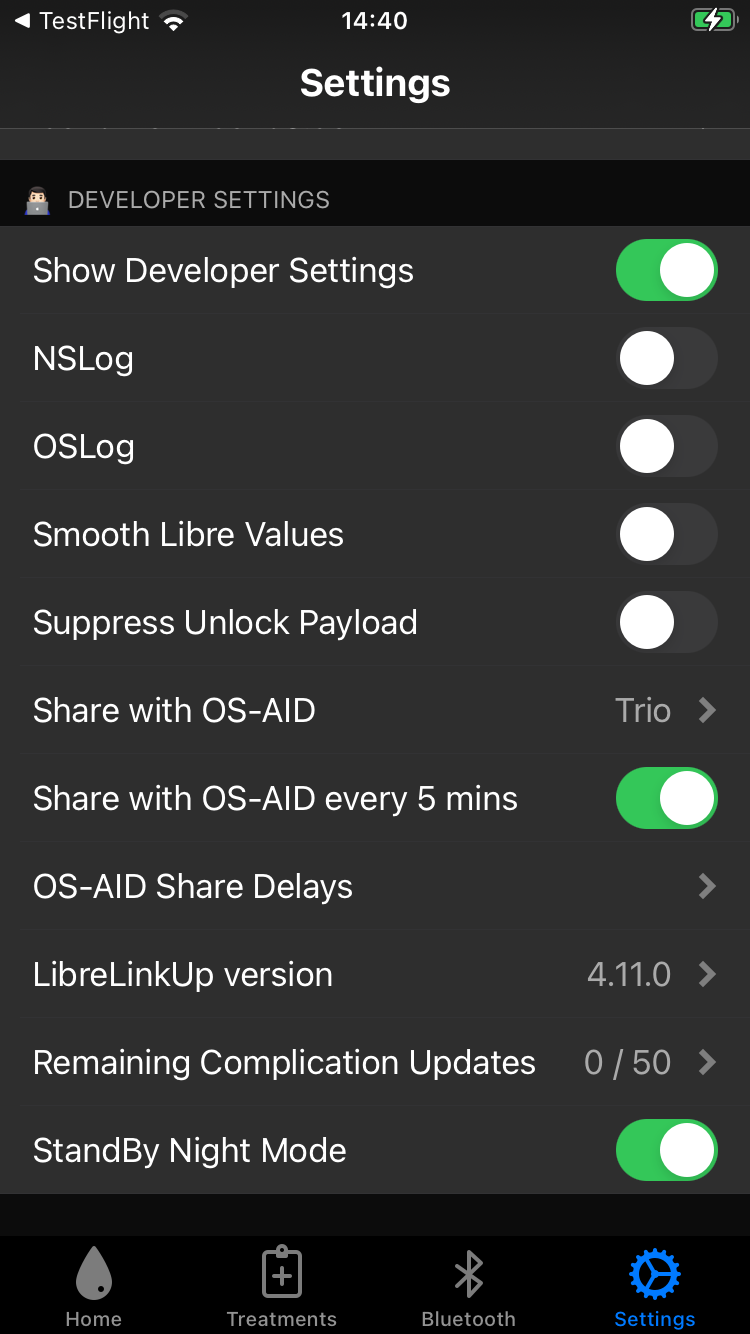 ◀ TestFlight 14:40
Settings
DEVELOPER SETTINGS
Show Developer Settings
NSLog
OSLog
Smooth Libre Values
Suppress Unlock Payload
Share with OS-AID Trio
Share with OS-AID every 5 mins
OS-AID Share Delays
LibreLinkUp version 4.11.0
Remaining Complication Updates 0 / 50
StandBy Night Mode
Home Treatments Bluetooth Settings